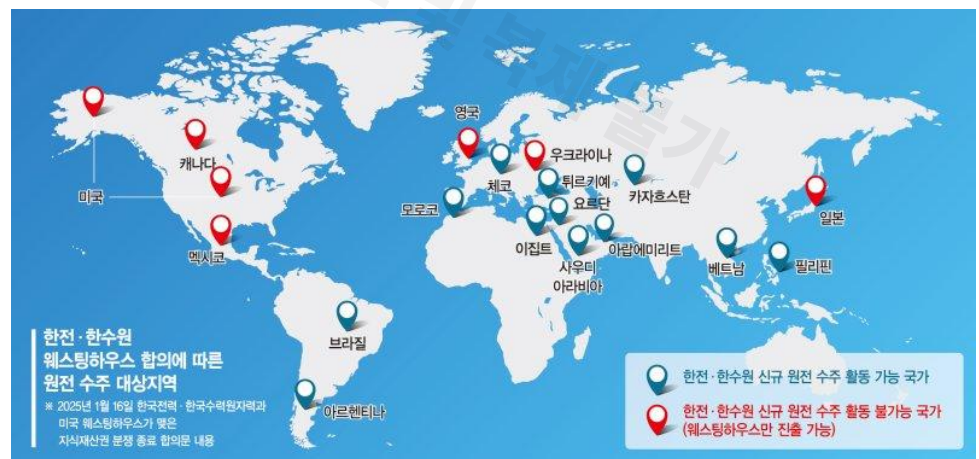 및 복제 불가
영국
우크라이나
캐나다
체코
튀르키예
카자흐스탄
미국
모로코
요르단
일본
이집트
아랍에미리트
멕시코
사우디
아라비아
베트남
필리핀
브라질
아르헨티나
한전·한수원
웨스팅하우스 합의에 따른
원전 수주 대상지역
※ 2025년 1월 16일 한국전력·한국수력원자력과
미국 웨스팅하우스가 맺은
지식재산권 분쟁 종료 합의문 내용
한전·한수원 신규 원전 수주 활동 가능 국가
한전·한수원 신규 원전 수주 활동 불가능 국가
(웨스팅하우스만 진출 가능)